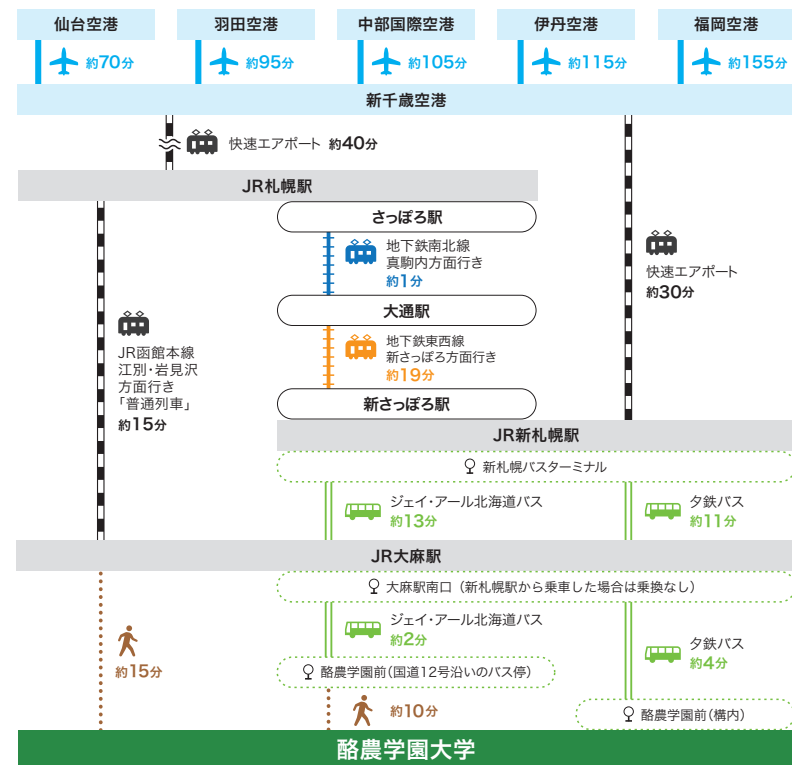 仙台空港
羽田空港
中部国際空港
伊丹空港
福岡空港
約70分
約95分
約105分
約115分
約155分
新千歳空港
快速エアポート 約40分
JR札幌駅
さっぽろ駅
地下鉄南北線
真駒内方面行き
約1分
大通駅
地下鉄東西線
新さっぽろ方面行き
約19分
新さっぽろ駅
快速エアポート
約30分
JR函館本線
江別・岩見沢
方面行き
「普通列車」
約15分
JR新札幌駅
新札幌バスターミナル
ジェイ・アール北海道バス
約13分
夕鉄バス
約11分
JR大麻駅
大麻駅南口（新札幌駅から乗車した場合は乗換なし）
ジェイ・アール北海道バス
約2分
夕鉄バス
約4分
約15分
酪農学園前（国道12号沿いのバス停）
約10分
酪農学園前（構内）
酪農学園大学